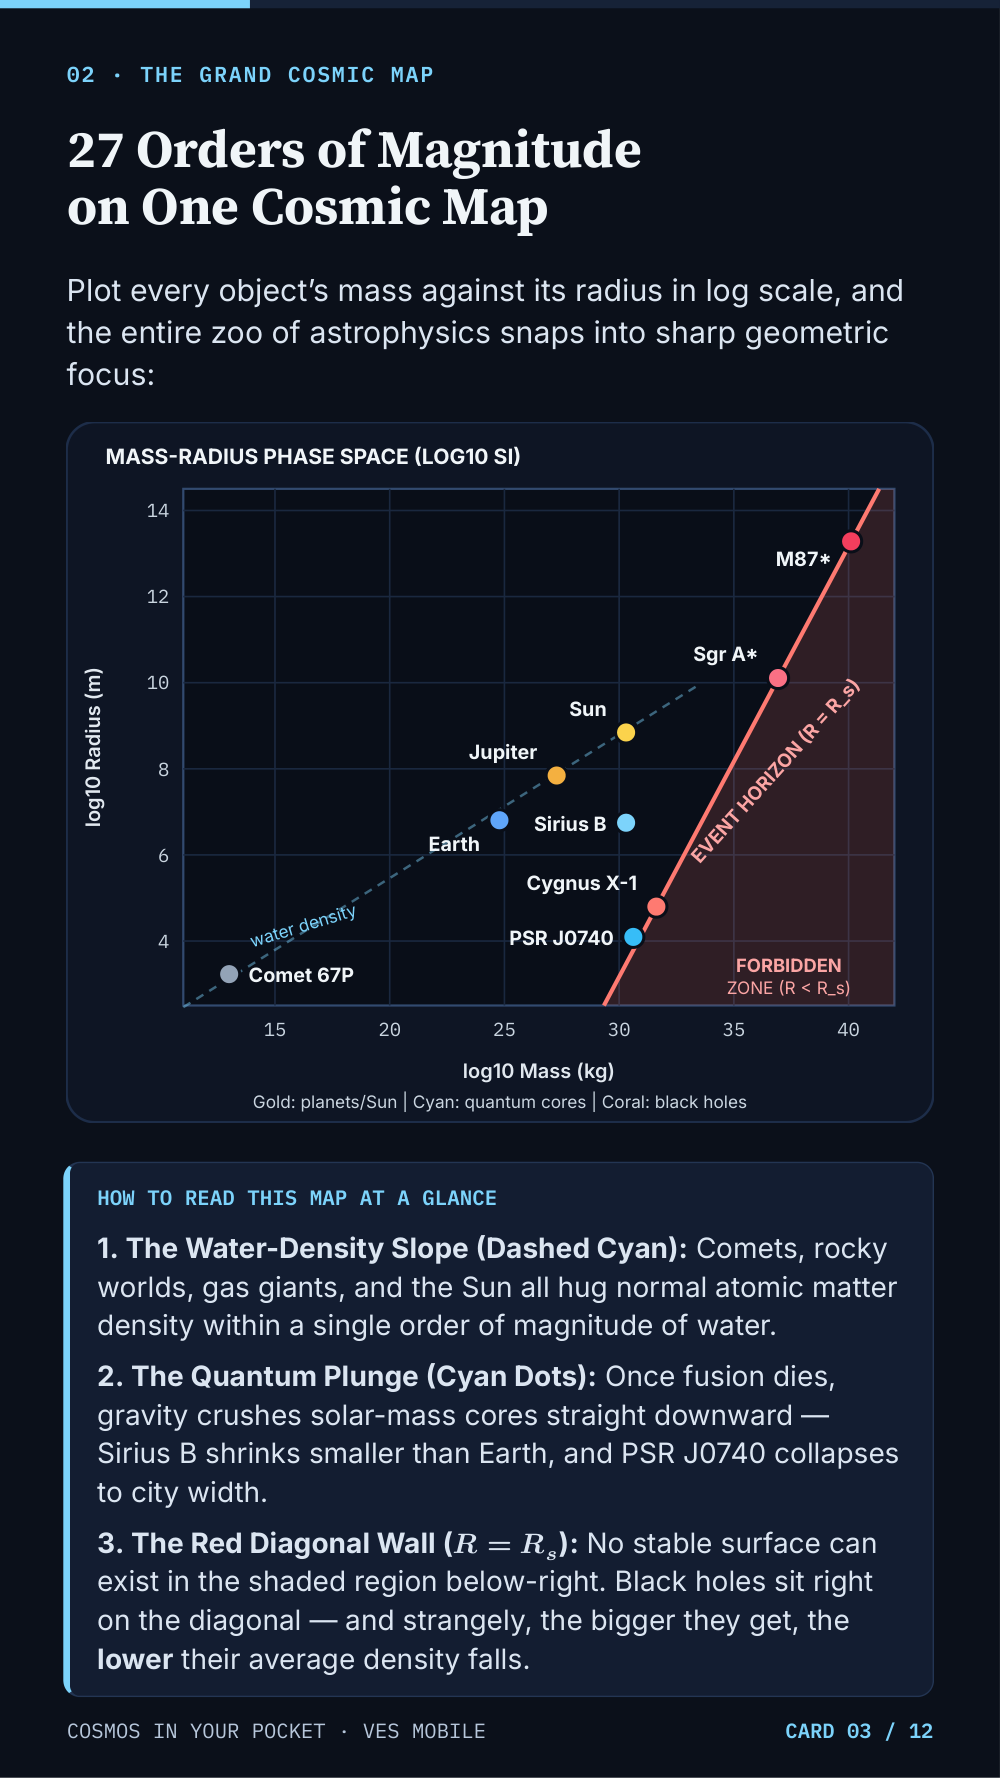 02 · THE GRAND COSMIC MAP
27 Orders of Magnitude
on One Cosmic Map
Plot every object’s mass against its radius in log scale, and
the entire zoo of astrophysics snaps into sharp geometric
focus:
MASS-RADIUS PHASE SPACE (LOG10 SI)
14
12
10
8
6
4
log10 Radius (m)
M87*
Sgr A*
Sun
Jupiter
Earth
Sirius B
Cygnus X-1
PSR J0740
water density
Comet 67P
EVENT HORIZON (R = R_s)
FORBIDDEN
ZONE (R < R_s)
15 20 25 30 35 40
log10 Mass (kg)
Gold: planets/Sun | Cyan: quantum cores | Coral: black holes
HOW TO READ THIS MAP AT A GLANCE
1. The Water-Density Slope (Dashed Cyan): Comets, rocky
worlds, gas giants, and the Sun all hug normal atomic matter
density within a single order of magnitude of water.
2. The Quantum Plunge (Cyan Dots): Once fusion dies,
gravity crushes solar-mass cores straight downward —
Sirius B shrinks smaller than Earth, and PSR J0740 collapses
to city width.
3. The Red Diagonal Wall (R = R_s): No stable surface can
exist in the shaded region below-right. Black holes sit right
on the diagonal — and strangely, the bigger they get, the
lower their average density falls.
COSMOS IN YOUR POCKET · VES MOBILE
CARD 03 / 12